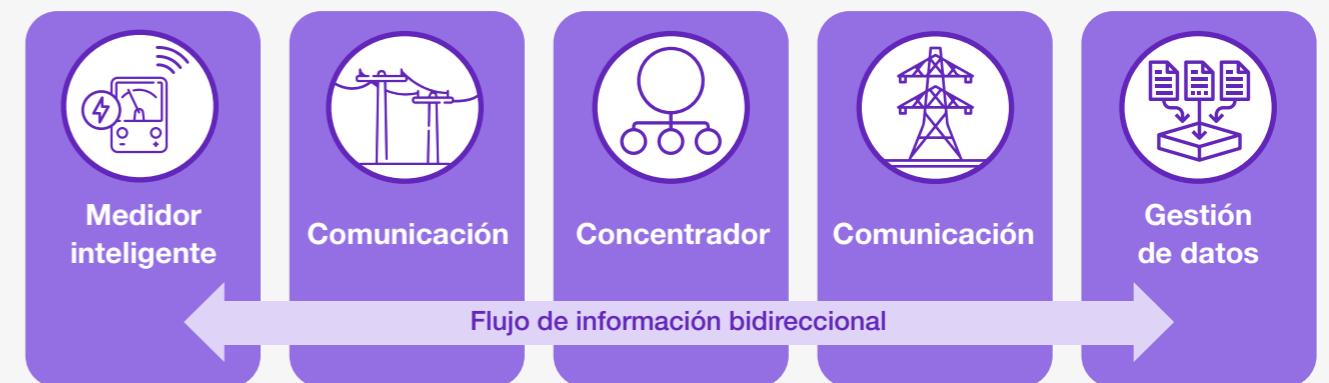 Medidor
inteligente
Comunicación
Concentrador
Comunicación
Gestión
de datos
Flujo de información bidireccional